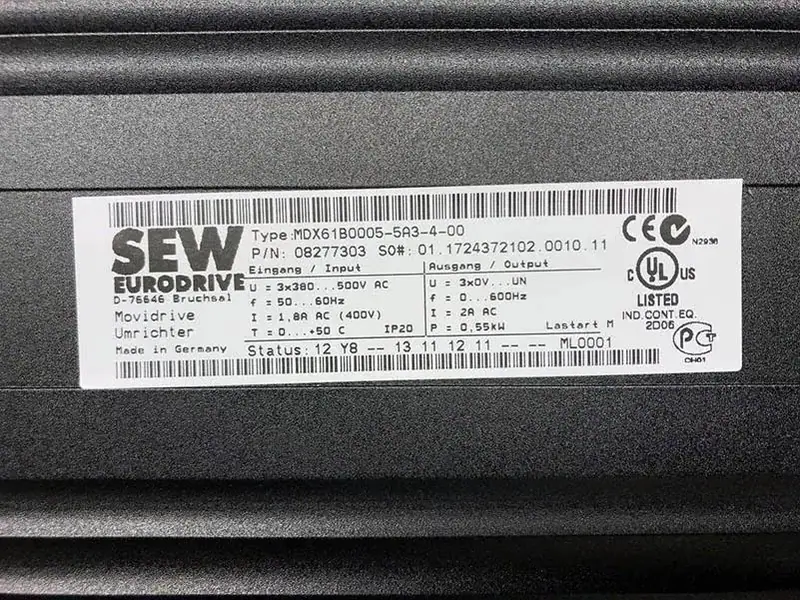 SEW
EURODRIVE
D-76646 Bruchsal
Movidrive
Umrichter
Made in Germany
Type:MDX61B0005-5A3-4-00
P/N: 08277303 SO#: 01.1724372102.0010.11
Eingang / Input
U = 3x380...500V AC
f = 50...60Hz
I = 1,8A AC (400V)
T = 0...+50 C IP20
Ausgang / Output
U = 3x0V...UN
f = 0...600Hz
I = 2A AC
P = 0,55kW Lastart M
Status: 12 Y8 -- 13 11 12 11 -- -- ML0001
CE N2936
C UL US
LISTED
IND.CONT.EQ.
2D06